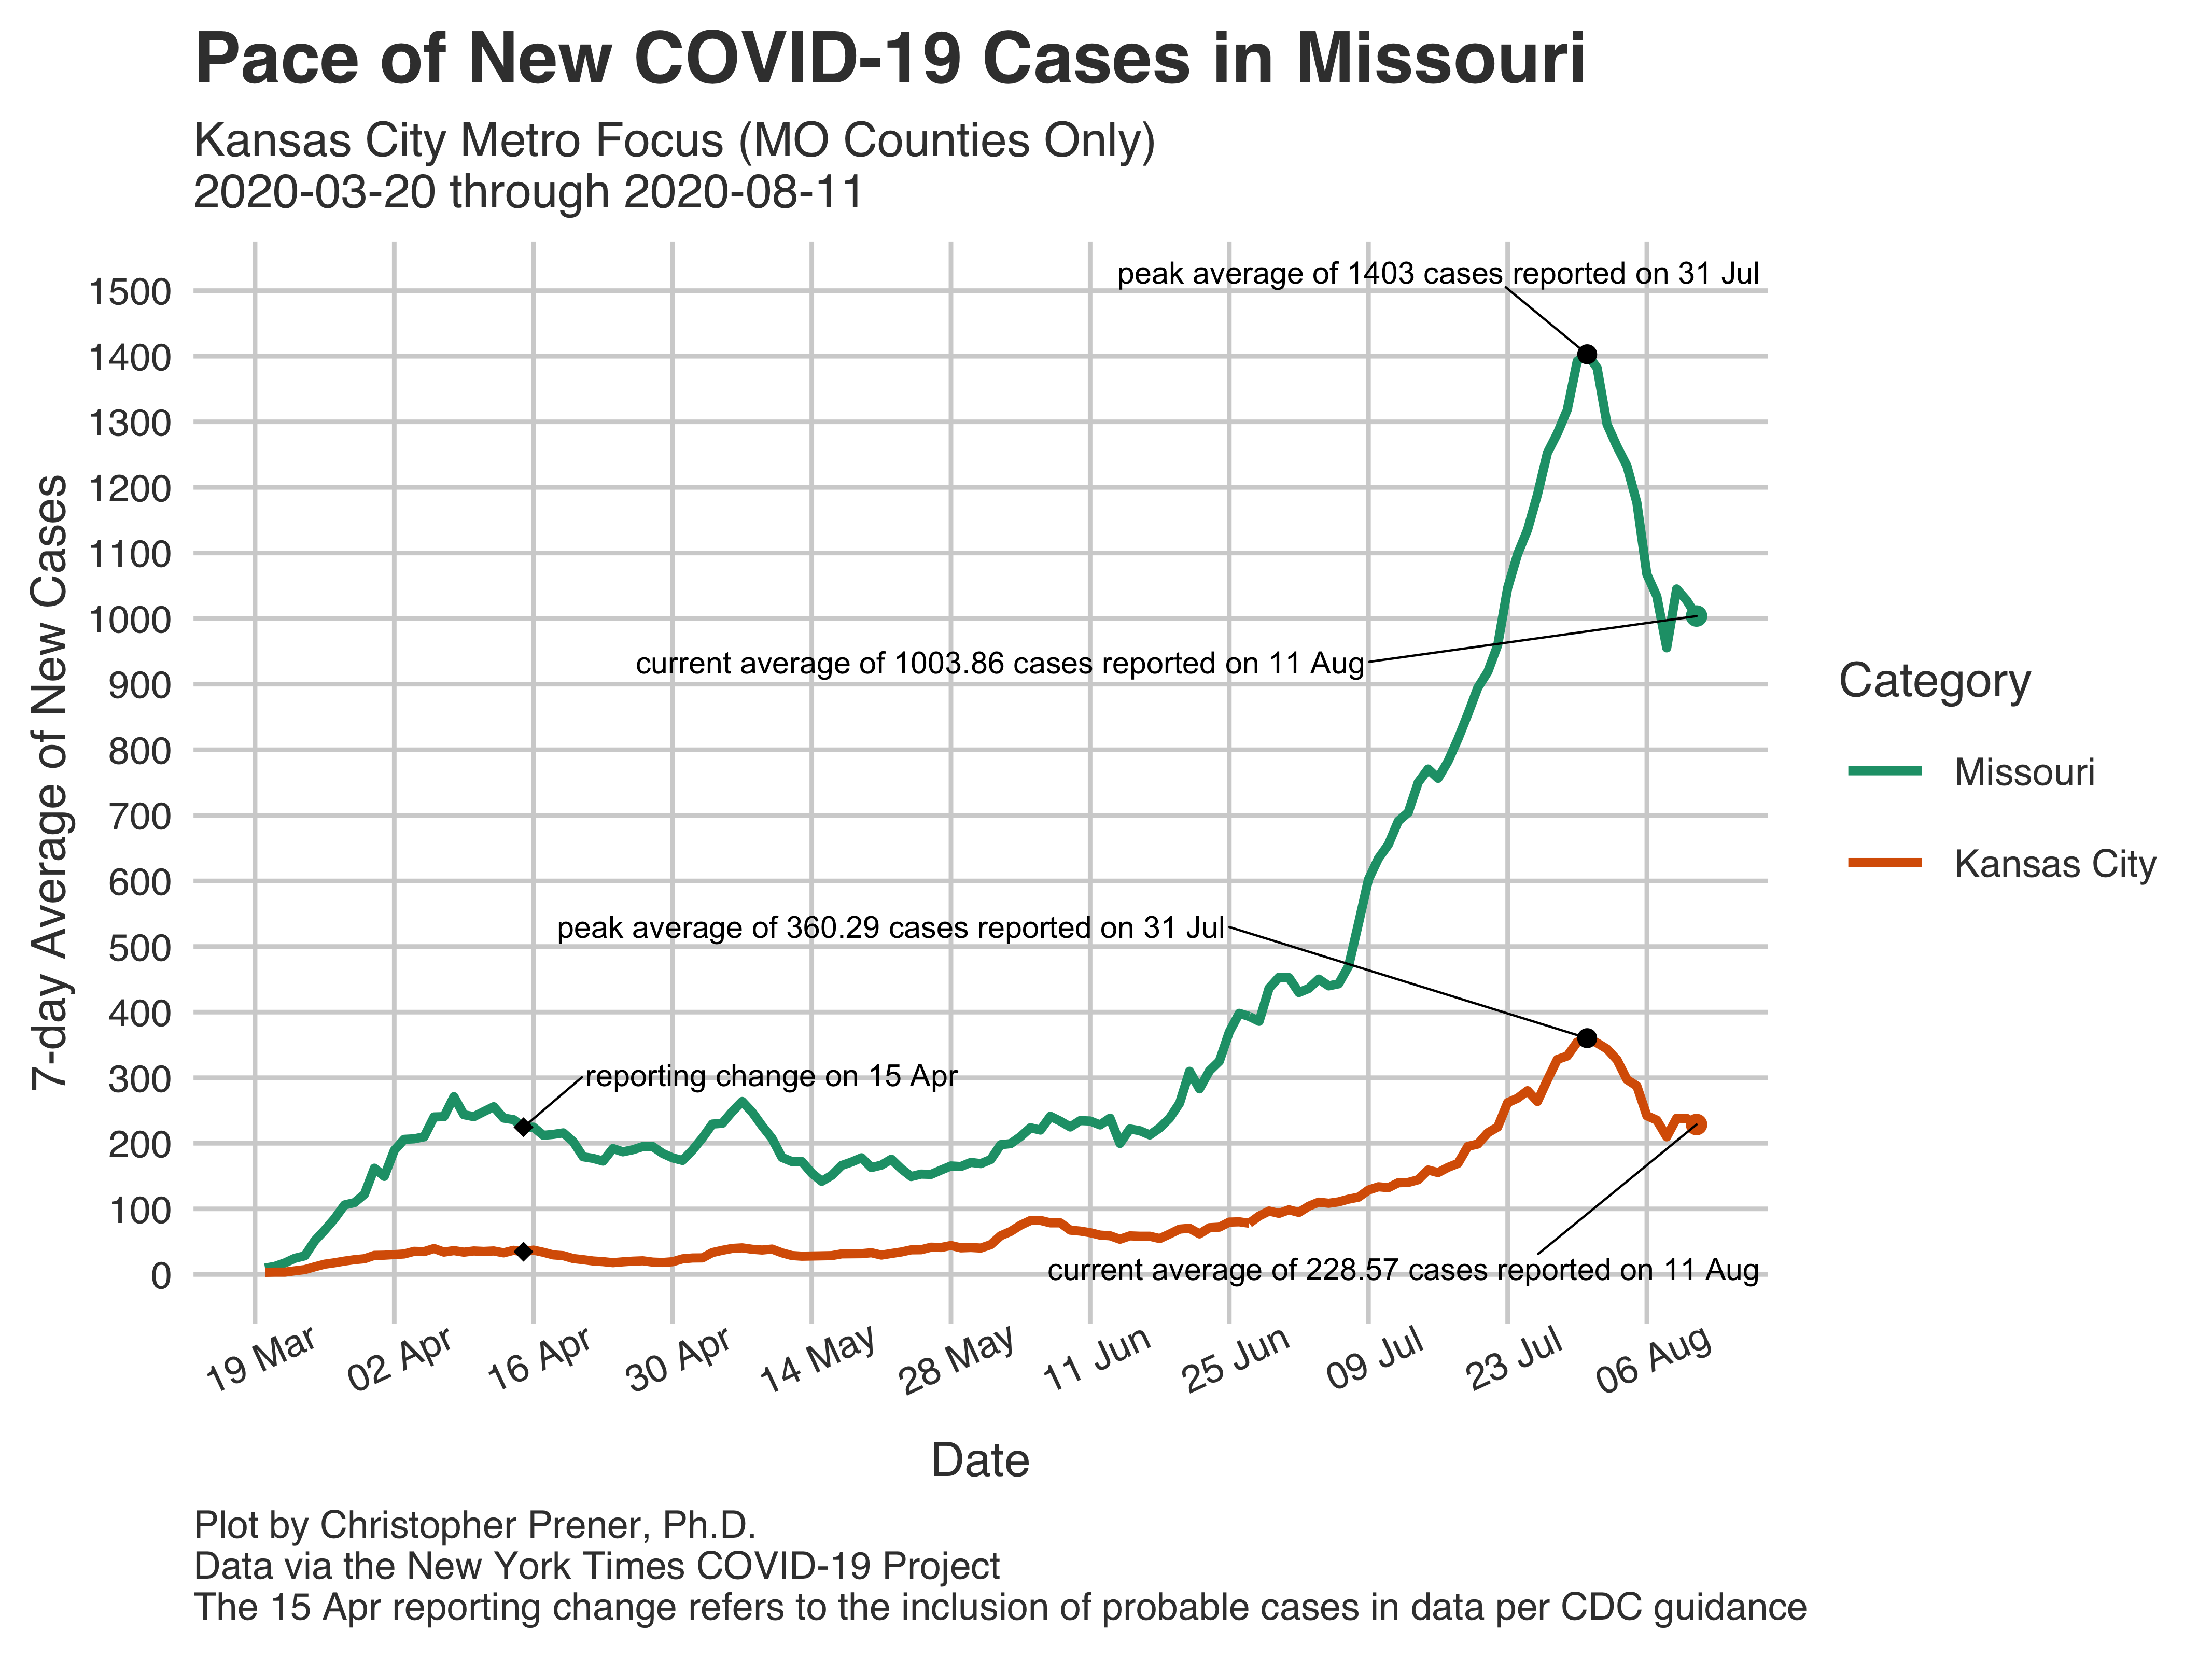 Pace of New COVID-19 Cases in Missouri
Kansas City Metro Focus (MO Counties Only)
2020-03-20 through 2020-08-11
7-day Average of New Cases
1500
1400
1300
1200
1100
1000
900
800
700
600
500
400
300
200
100
0
peak average of 1403 cases reported on 31 Jul
current average of 1003.86 cases reported on 11 Aug
peak average of 360.29 cases reported on 31 Jul
reporting change on 15 Apr
current average of 228.57 cases reported on 11 Aug
Category
Missouri
Kansas City
19 Mar
02 Apr
16 Apr
30 Apr
14 May
28 May
11 Jun
25 Jun
09 Jul
23 Jul
06 Aug
Date
Plot by Christopher Prener, Ph.D.
Data via the New York Times COVID-19 Project
The 15 Apr reporting change refers to the inclusion of probable cases in data per CDC guidance